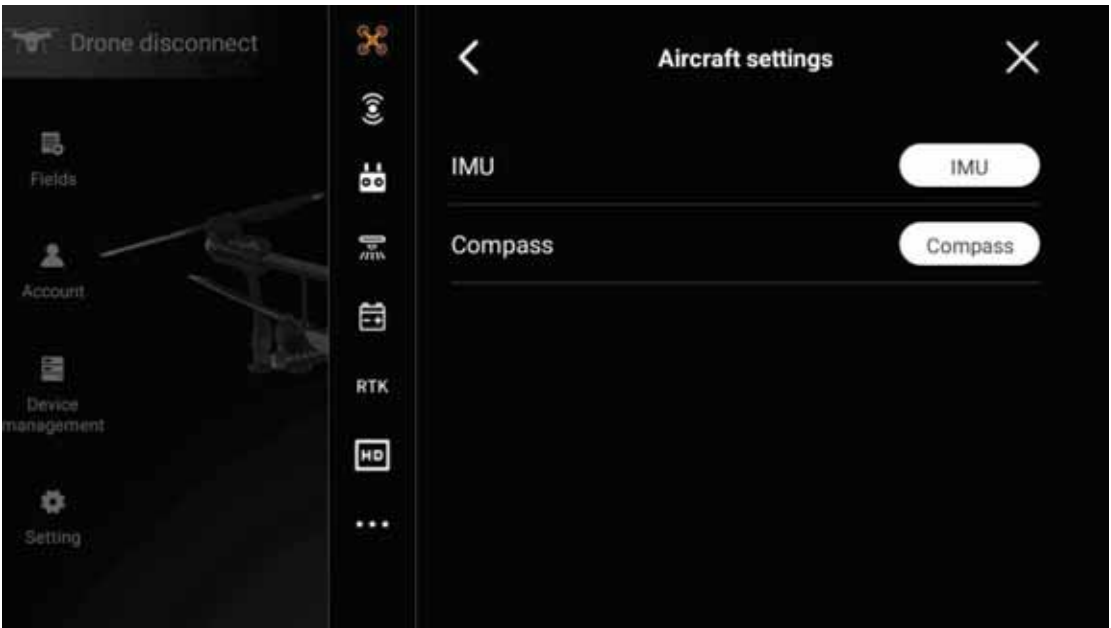 Drone disconnect
Fields
Account
Device
management
Setting
RTK
HD
Aircraft settings
IMU
IMU
Compass
Compass